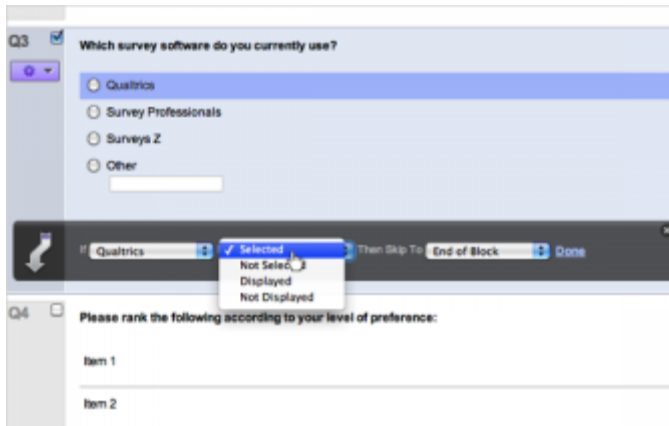 Q3
Which survey software do you currently use?
Qualtrics
Survey Professionals
Surveys Z
Other
If Qualtrics ✓ Selected Then Skip To End of Block Done
Not Selected
Displayed
Not Displayed
Q4
Please rank the following according to your level of preference:
Item 1
Item 2